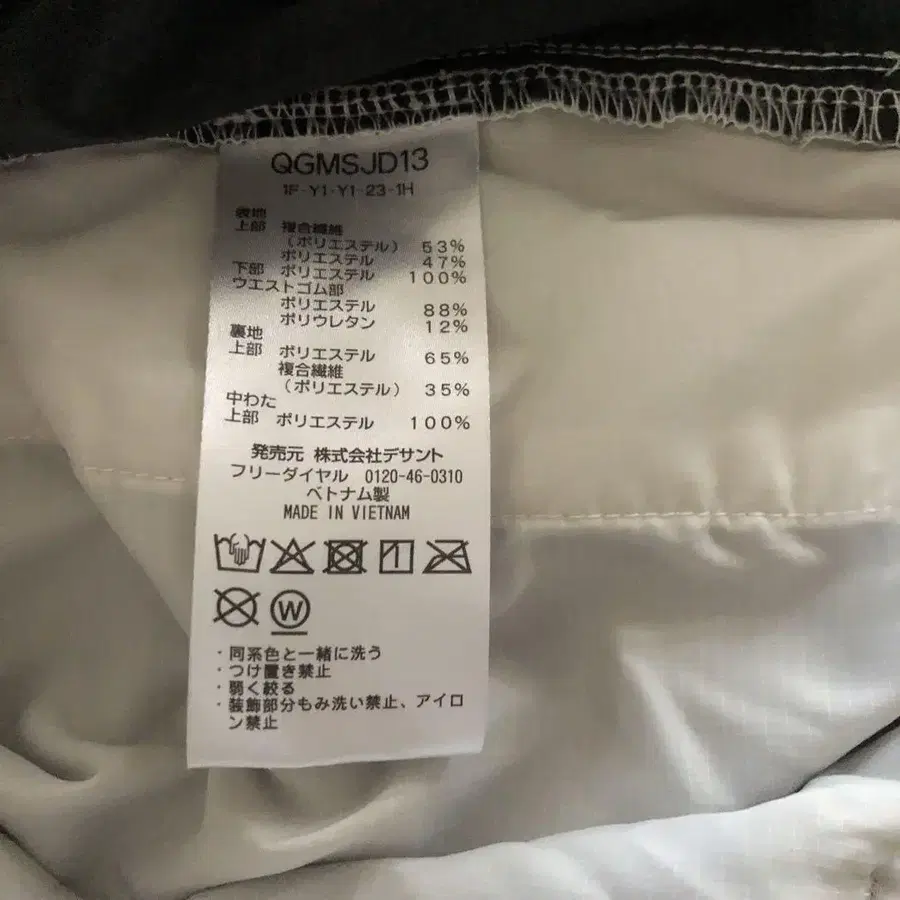 QGMSJD13
1F-Y1-Y1-23-1H
表地
上部 複合繊維
(ポリエステル) 53%
ポリエステル 47%
下部 ポリエステル 100%
ウエストゴム部
ポリエステル 88%
ポリウレタン 12%
裏地
上部 ポリエステル 65%
複合繊維
(ポリエステル) 35%
中わた
上部 ポリエステル 100%
発売元 株式会社デサント
フリーダイヤル 0120-46-0310
ベトナム製
MADE IN VIETNAM
W
・同系色と一緒に洗う
・つけ置き禁止
・弱く絞る
・装飾部分もみ洗い禁止、アイロ
ン禁止